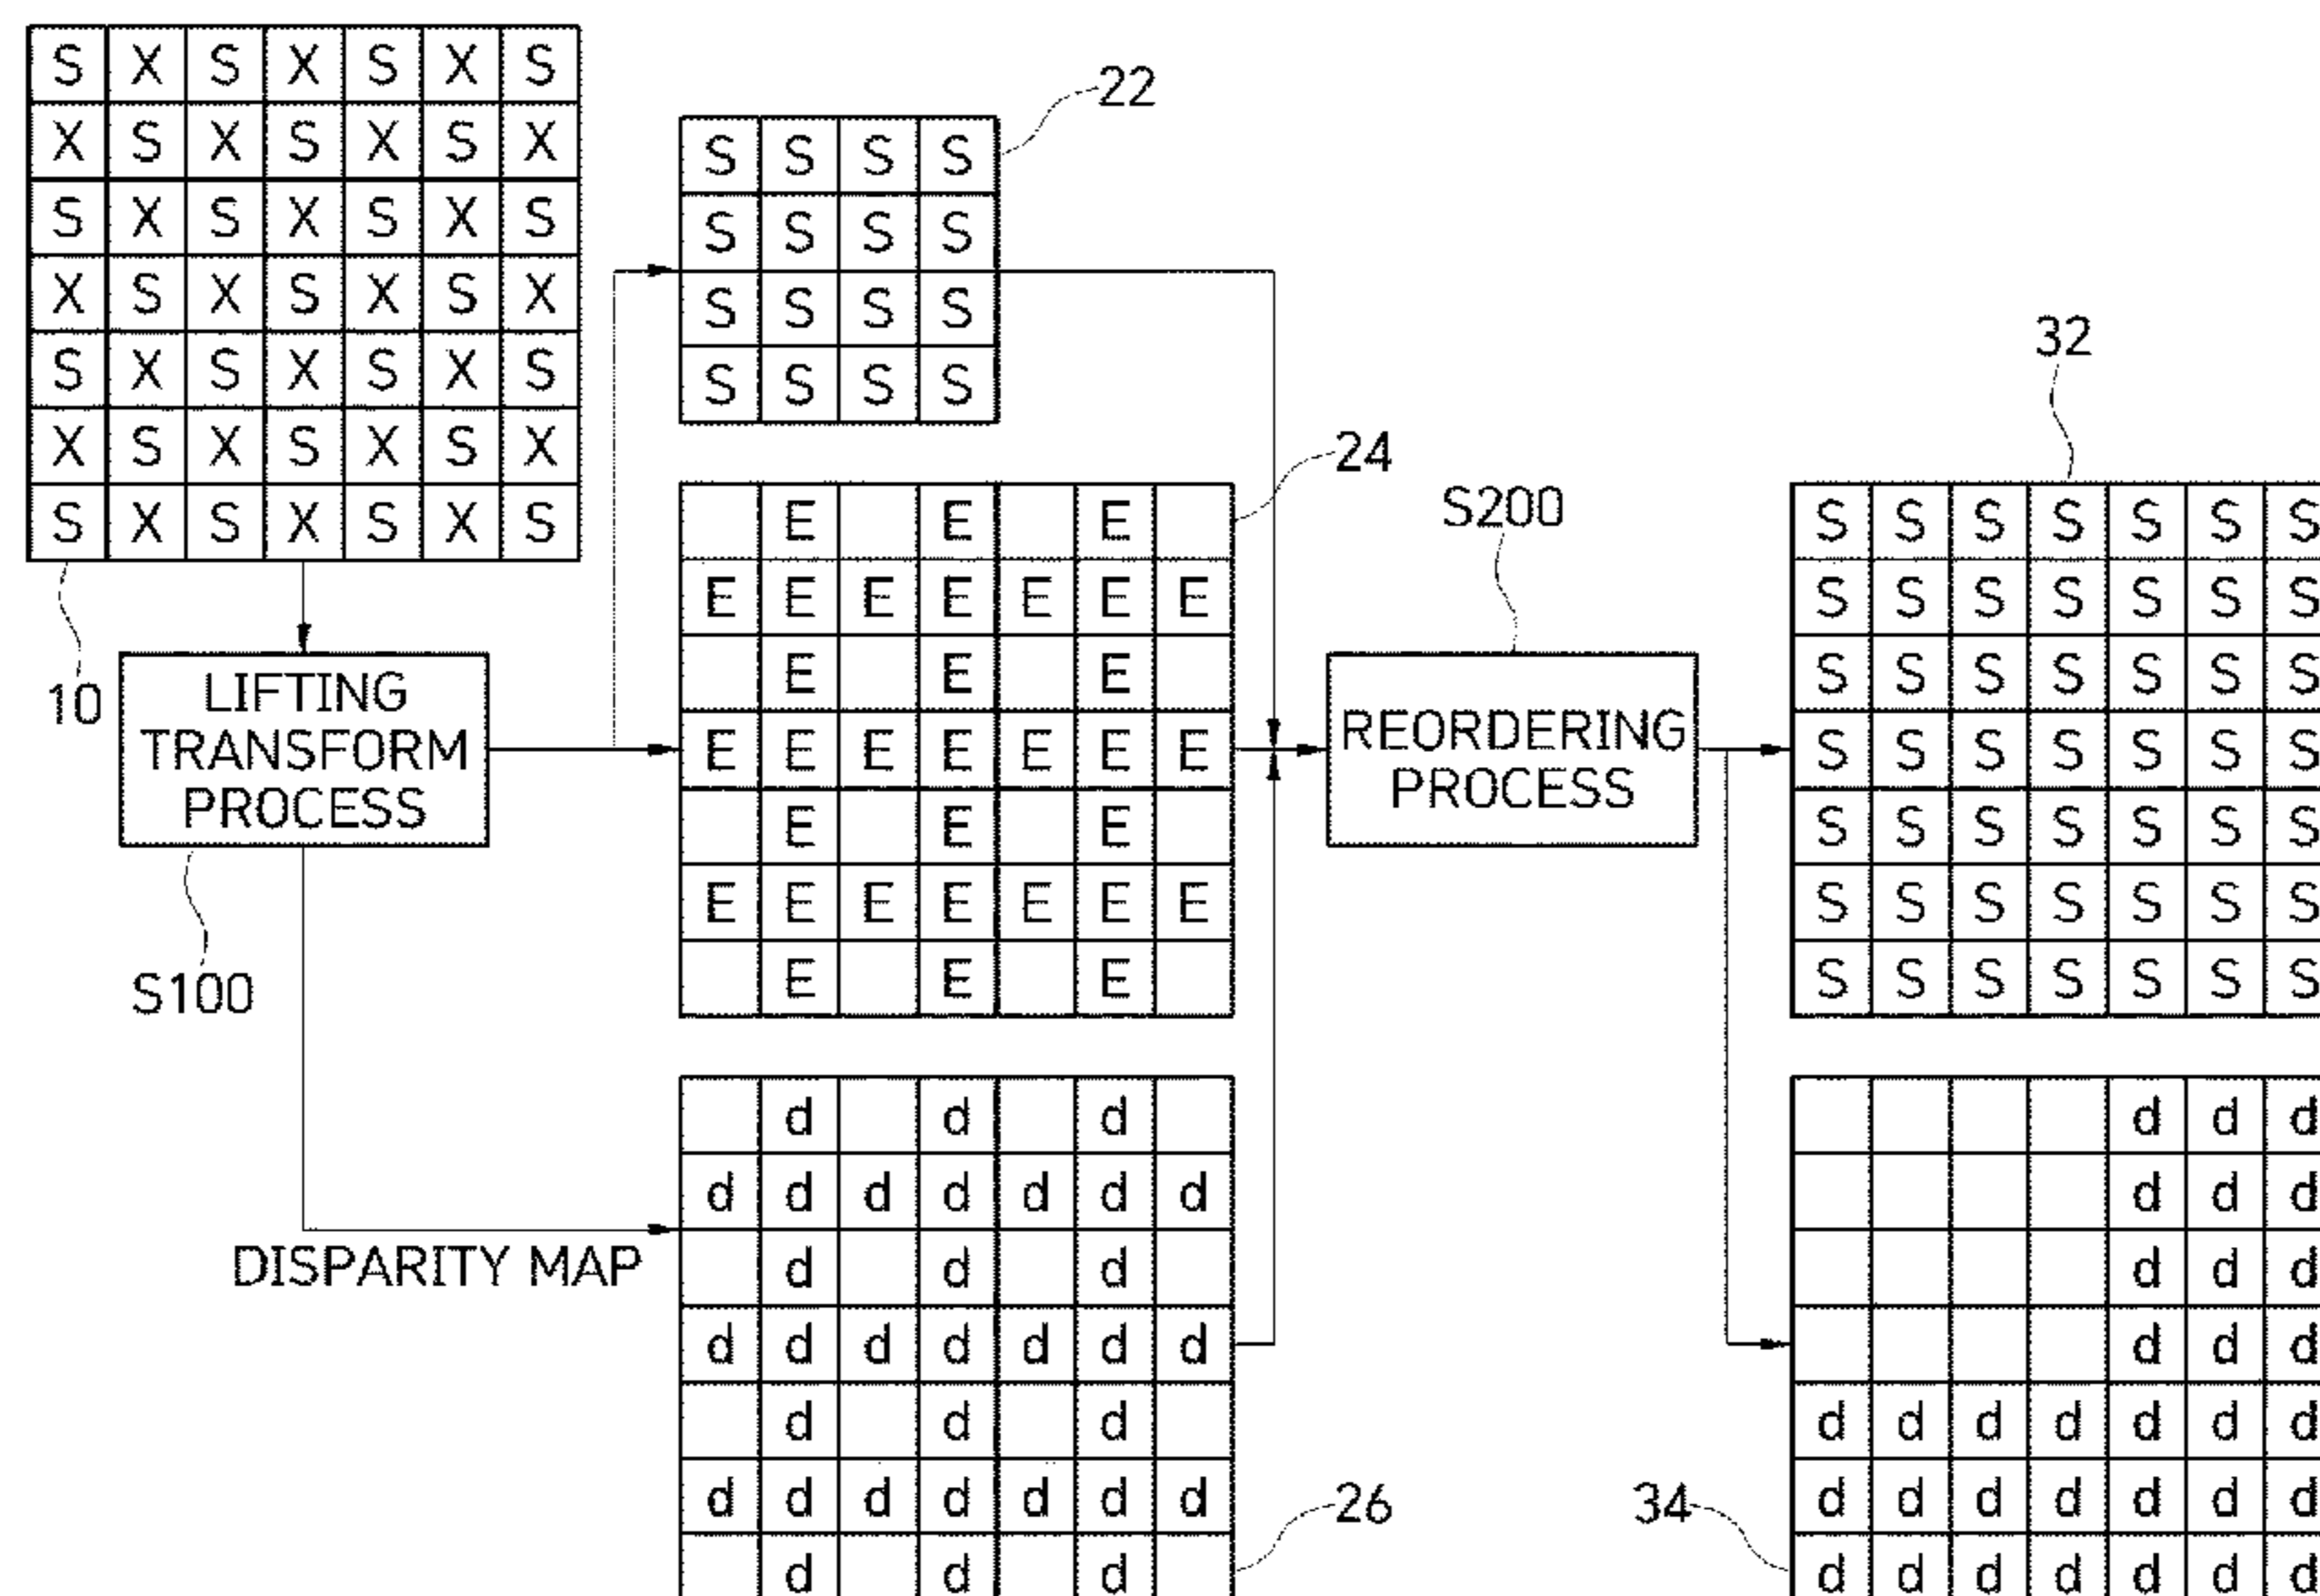 S X S X S X S
X S X S X S X
S X S X S X S
X S X S X S X
S X S X S X S
X S X S X S X
S X S X S X S
10
LIFTING
TRANSFORM
PROCESS
S100
DISPARITY MAP
22
S S S S
S S S S
S S S S
S S S S
24
E E E
E E E E E E E
E E E
E E E E E E E
E E E
E E E E E E E
E E E
d d d
d d d d d d d
d d d
d d d d d d d
d d d
d d d d d d d
d d d
26
S200
REORDERING
PROCESS
32
S S S S S S S
S S S S S S S
S S S S S S S
S S S S S S S
S S S S S S S
S S S S S S S
S S S S S S S
d d d
d d d
d d d
d d d
d d d d d d d
d d d d d d d
d d d d d d d
34